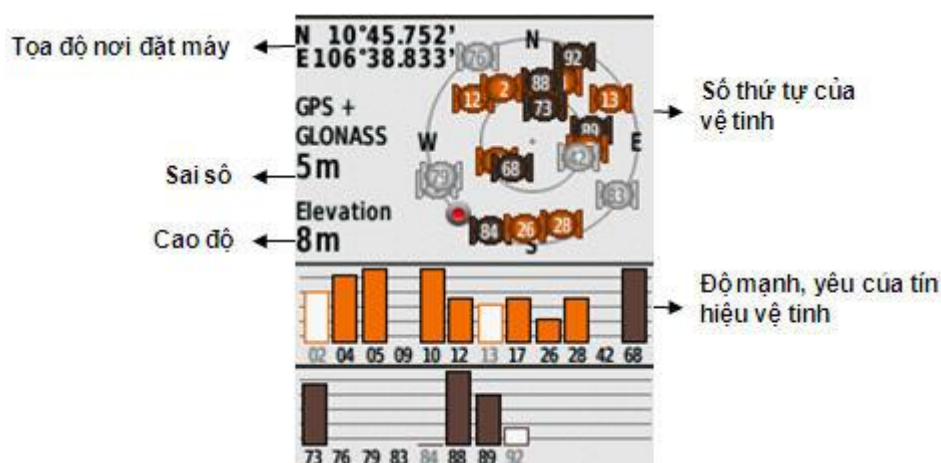 Tọa độ nơi đặt máy
N 10°45.752'
E 106°38.833'
GPS +
GLONASS
5m
Sai số
Elevation
8m
Cao độ
N
W
E
S
76
92
12
2
88
13
73
89
42
68
79
83
84
26
28
Số thứ tự của
vệ tinh
Độ mạnh, yêu của tín
hiệu vệ tinh
02 04 05 09 10 12 13 17 26 28 42 68
73 76 79 83 84 88 89 92